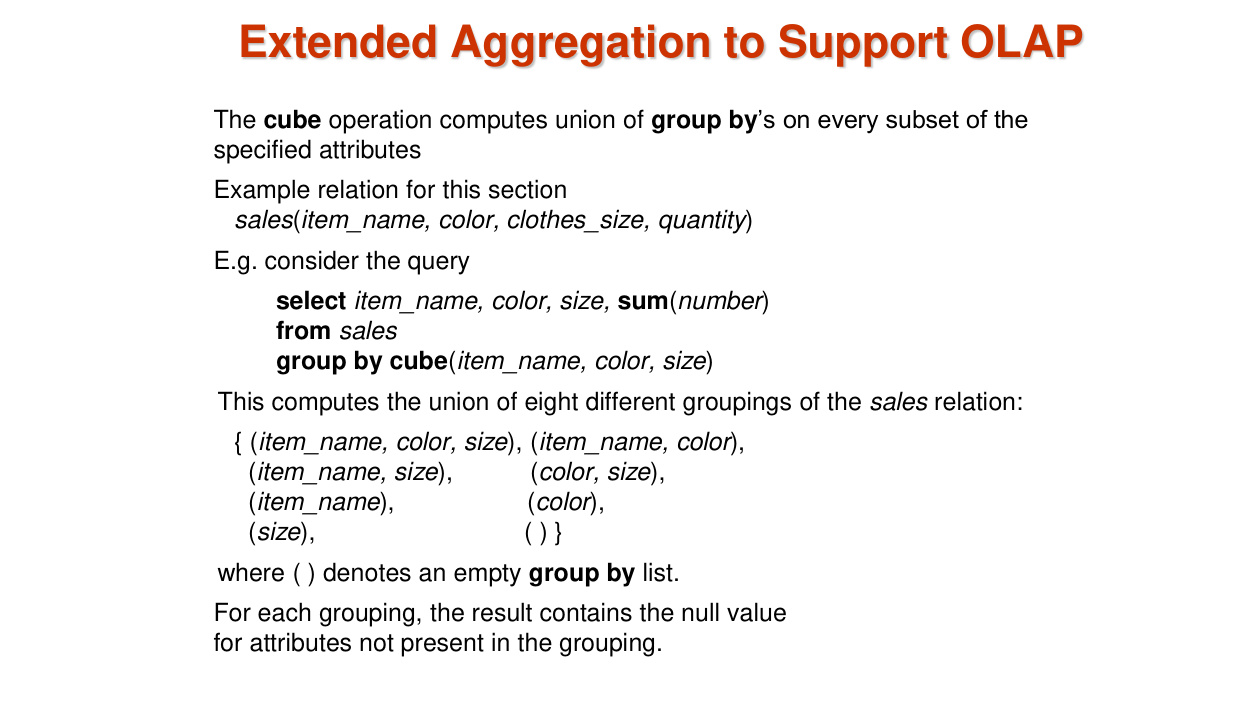 Extended Aggregation to Support OLAP
The cube operation computes union of group by's on every subset of the
specified attributes
Example relation for this section
sales(item_name, color, clothes_size, quantity)
E.g. consider the query
select item_name, color, size, sum(number)
from sales
group by cube(item_name, color, size)
This computes the union of eight different groupings of the sales relation:
{ (item_name, color, size), (item_name, color),
(item_name, size), (color, size),
(item_name), (color),
(size), ( ) }
where ( ) denotes an empty group by list.
For each grouping, the result contains the null value
for attributes not present in the grouping.